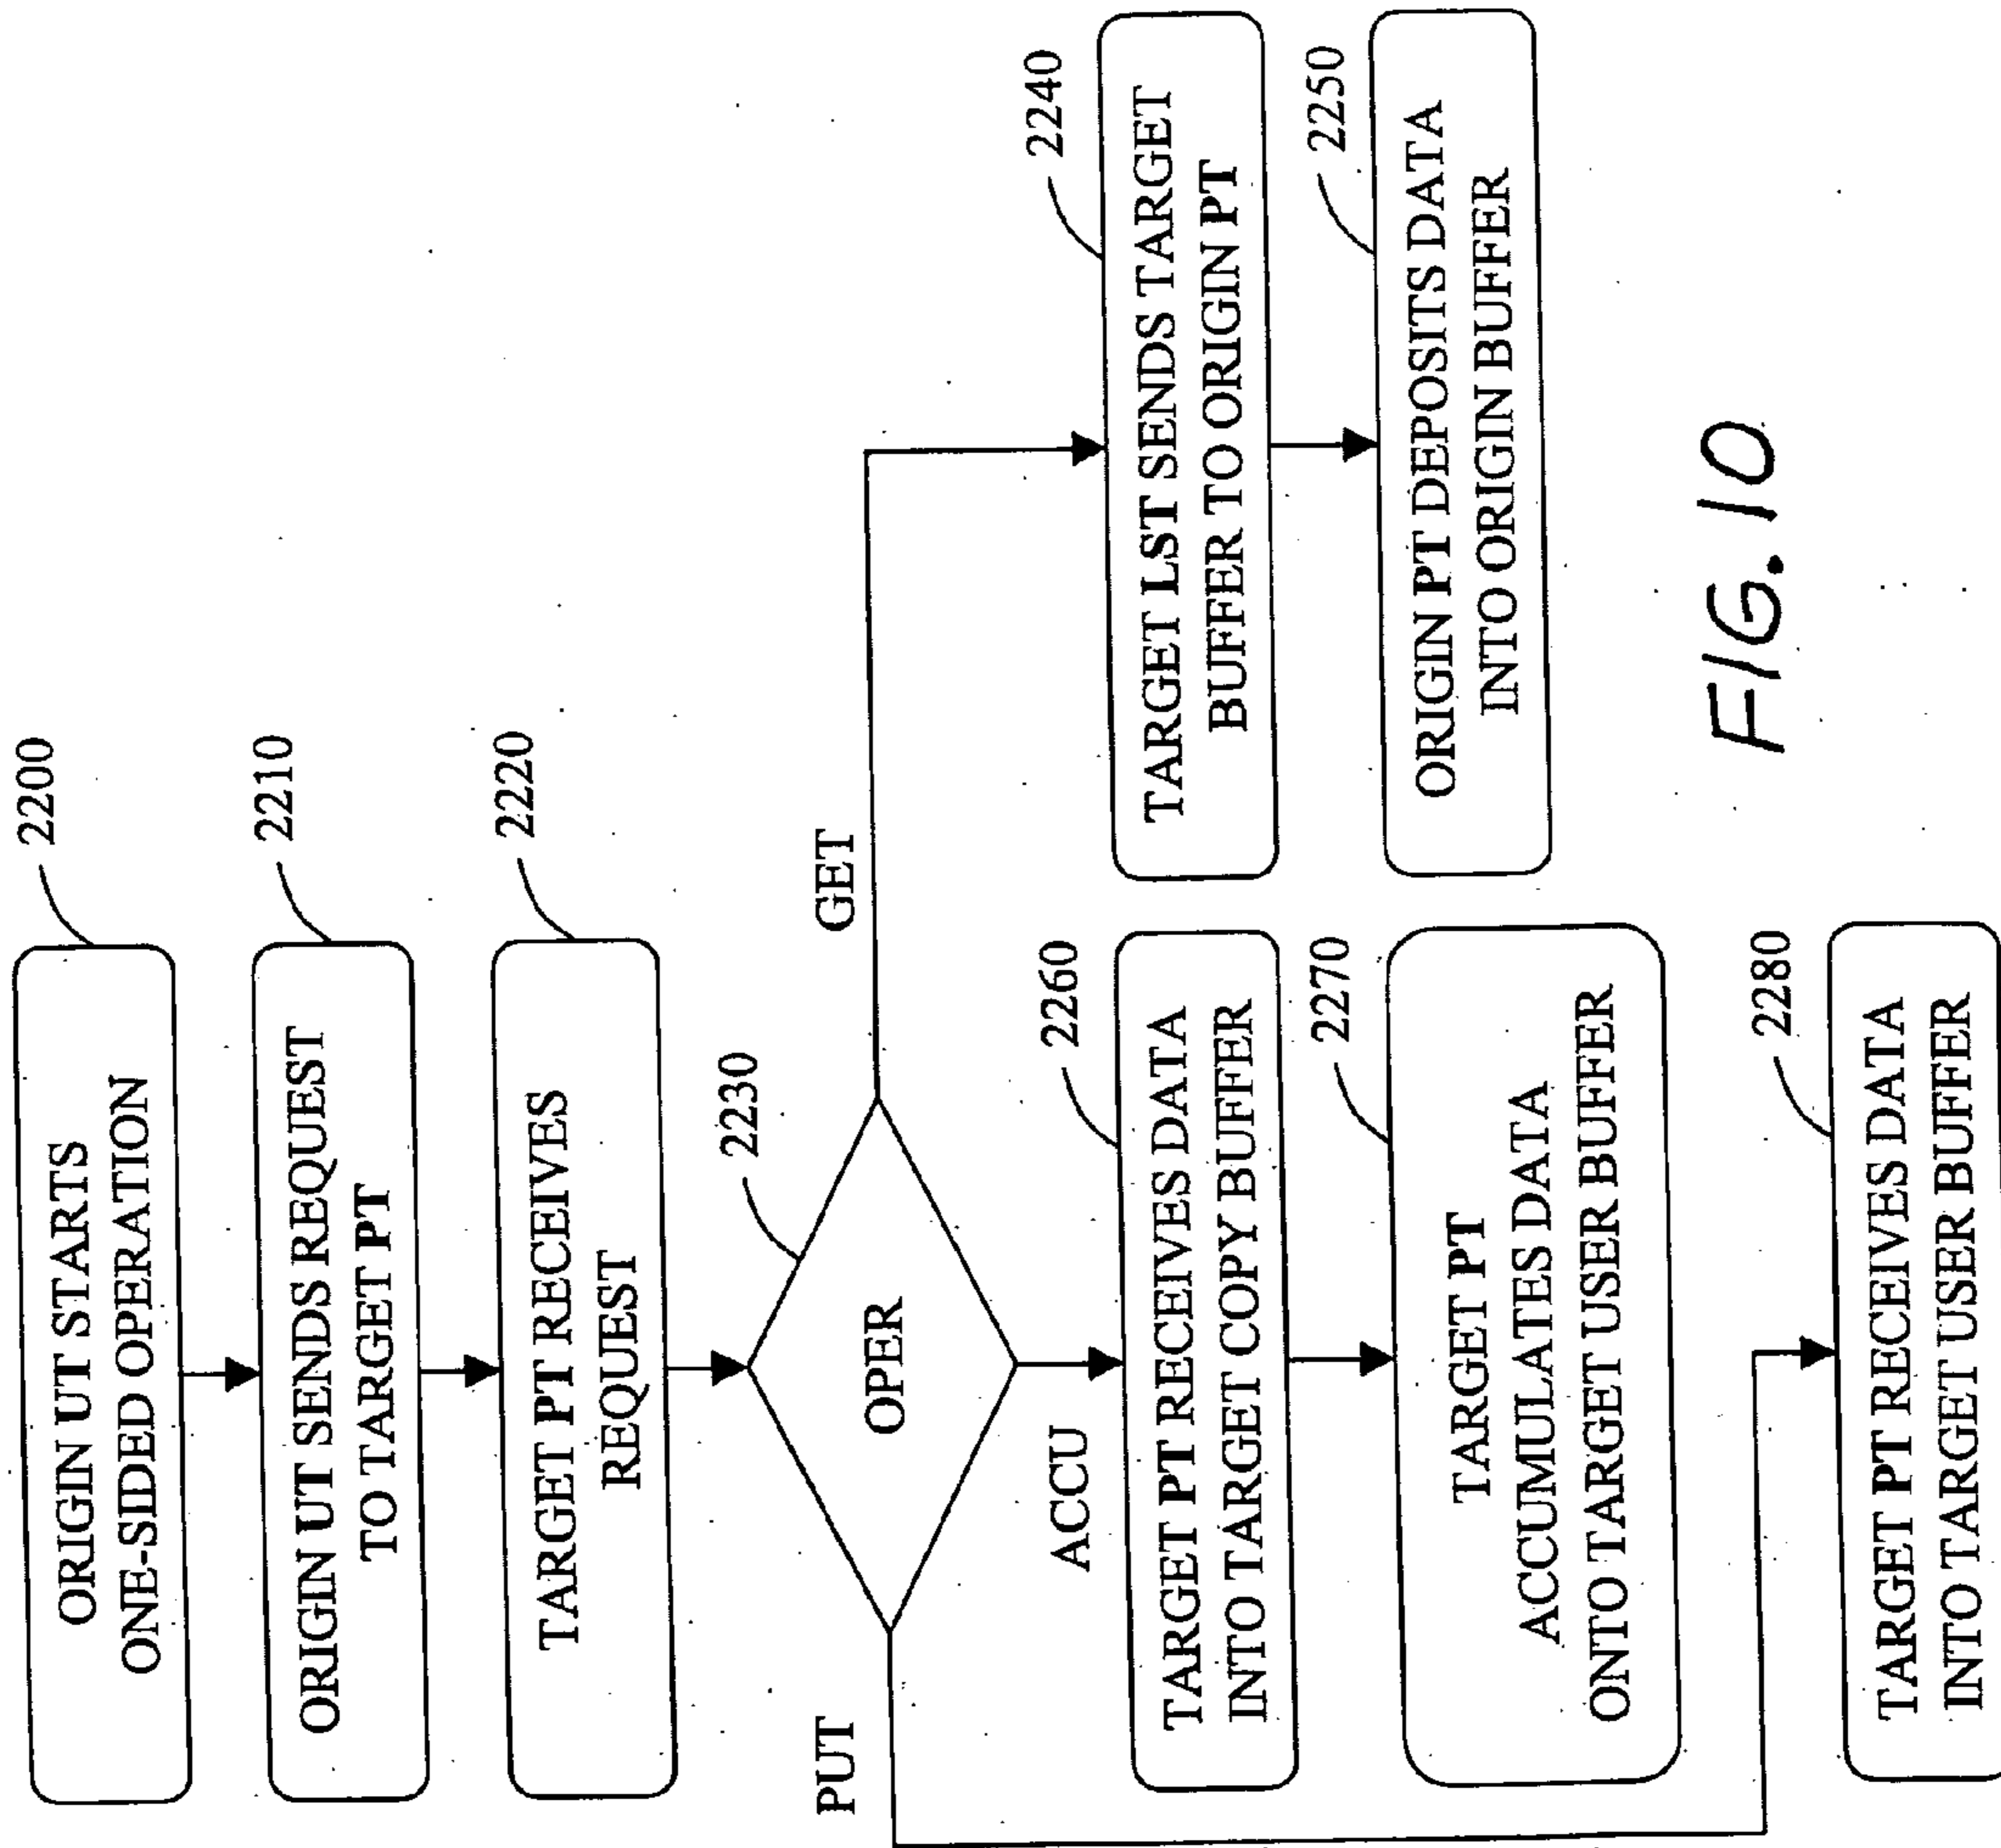 2200
ORIGIN UT STARTS
ONE-SIDED OPERATION
2210
ORIGIN UT SENDS REQUEST
TO TARGET PT
2220
TARGET PT RECEIVES
REQUEST
2230
OPER
PUT
ACCU
GET
2240
TARGET LST SENDS TARGET
BUFFER TO ORIGIN PT
2250
ORIGIN PT DEPOSITS DATA
INTO ORIGIN BUFFER
2260
TARGET PT RECEIVES DATA
INTO TARGET COPY BUFFER
2270
TARGET PT
ACCUMULATES DATA
ONTO TARGET USER BUFFER
2280
TARGET PT RECEIVES DATA
INTO TARGET USER BUFFER
FIG. 10